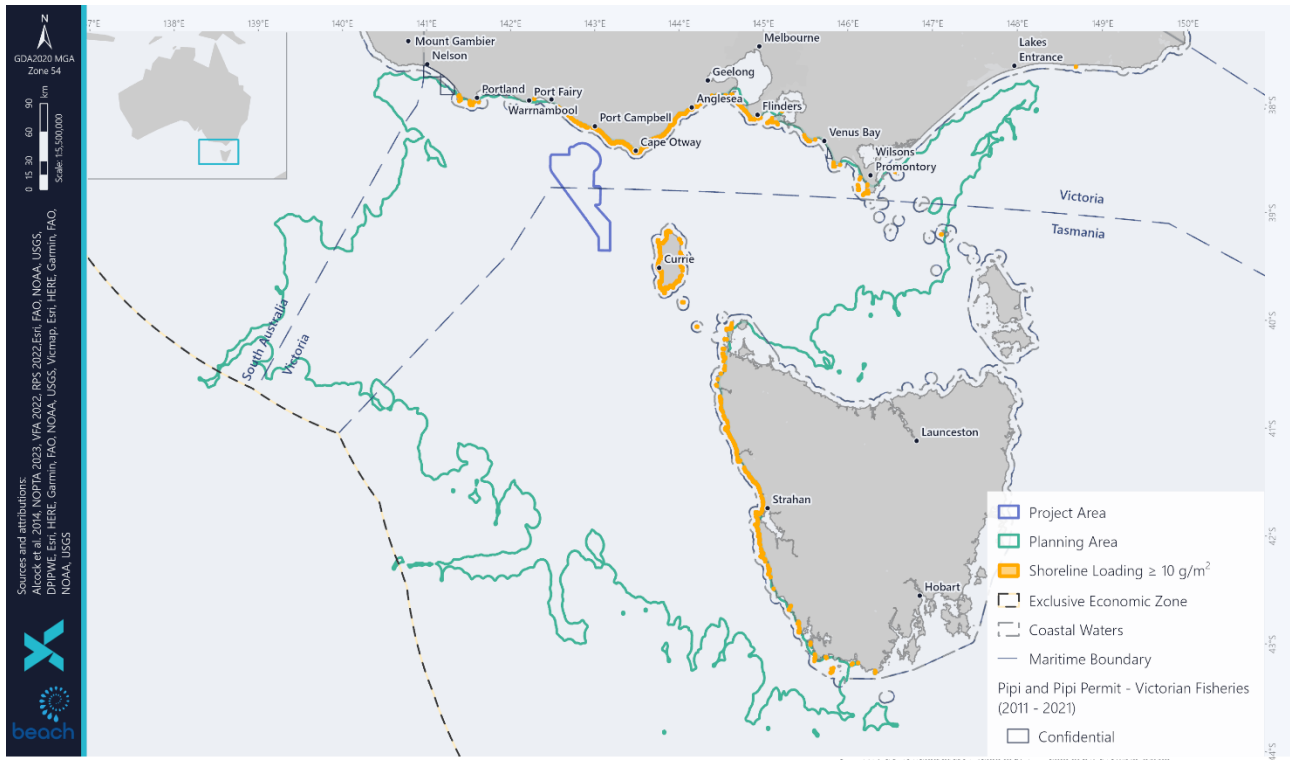 N
GDA2020 MGA
Zone 54
0 15 30 60 90
km
Scale: 1:5,500,000
Sources and attributions:
Alcock et al, 2014, NOPTA 2023, VFA 2022, RPS 2022,Esri, FAO, NOAA, USGS,
DPIPWE, Esri, HERE, Garmin, FAO, NOAA, USGS, Vicmap, Esri, HERE, Garmin, FAO,
NOAA, USGS
beach
7°E 138°E 139°E 140°E 141°E 142°E 143°E 144°E 145°E 146°E 147°E 148°E 149°E 150°E
38°S
39°S
40°S
41°S
42°S
43°S
44°S
Mount Gambier
Nelson
Portland
Port Fairy
Warrnambool
Port Campbell
Cape Otway
Anglesea
Geelong
Melbourne
Flinders
Venus Bay
Wilsons
Promontory
Lakes
Entrance
Victoria
Tasmania
South Australia
Victoria
Currie
Launceston
Strahan
Hobart
Project Area
Planning Area
Shoreline Loading ≥ 10 g/m²
Exclusive Economic Zone
Coastal Waters
Maritime Boundary
Pipi and Pipi Permit - Victorian Fisheries
(2011 - 2021)
Confidential